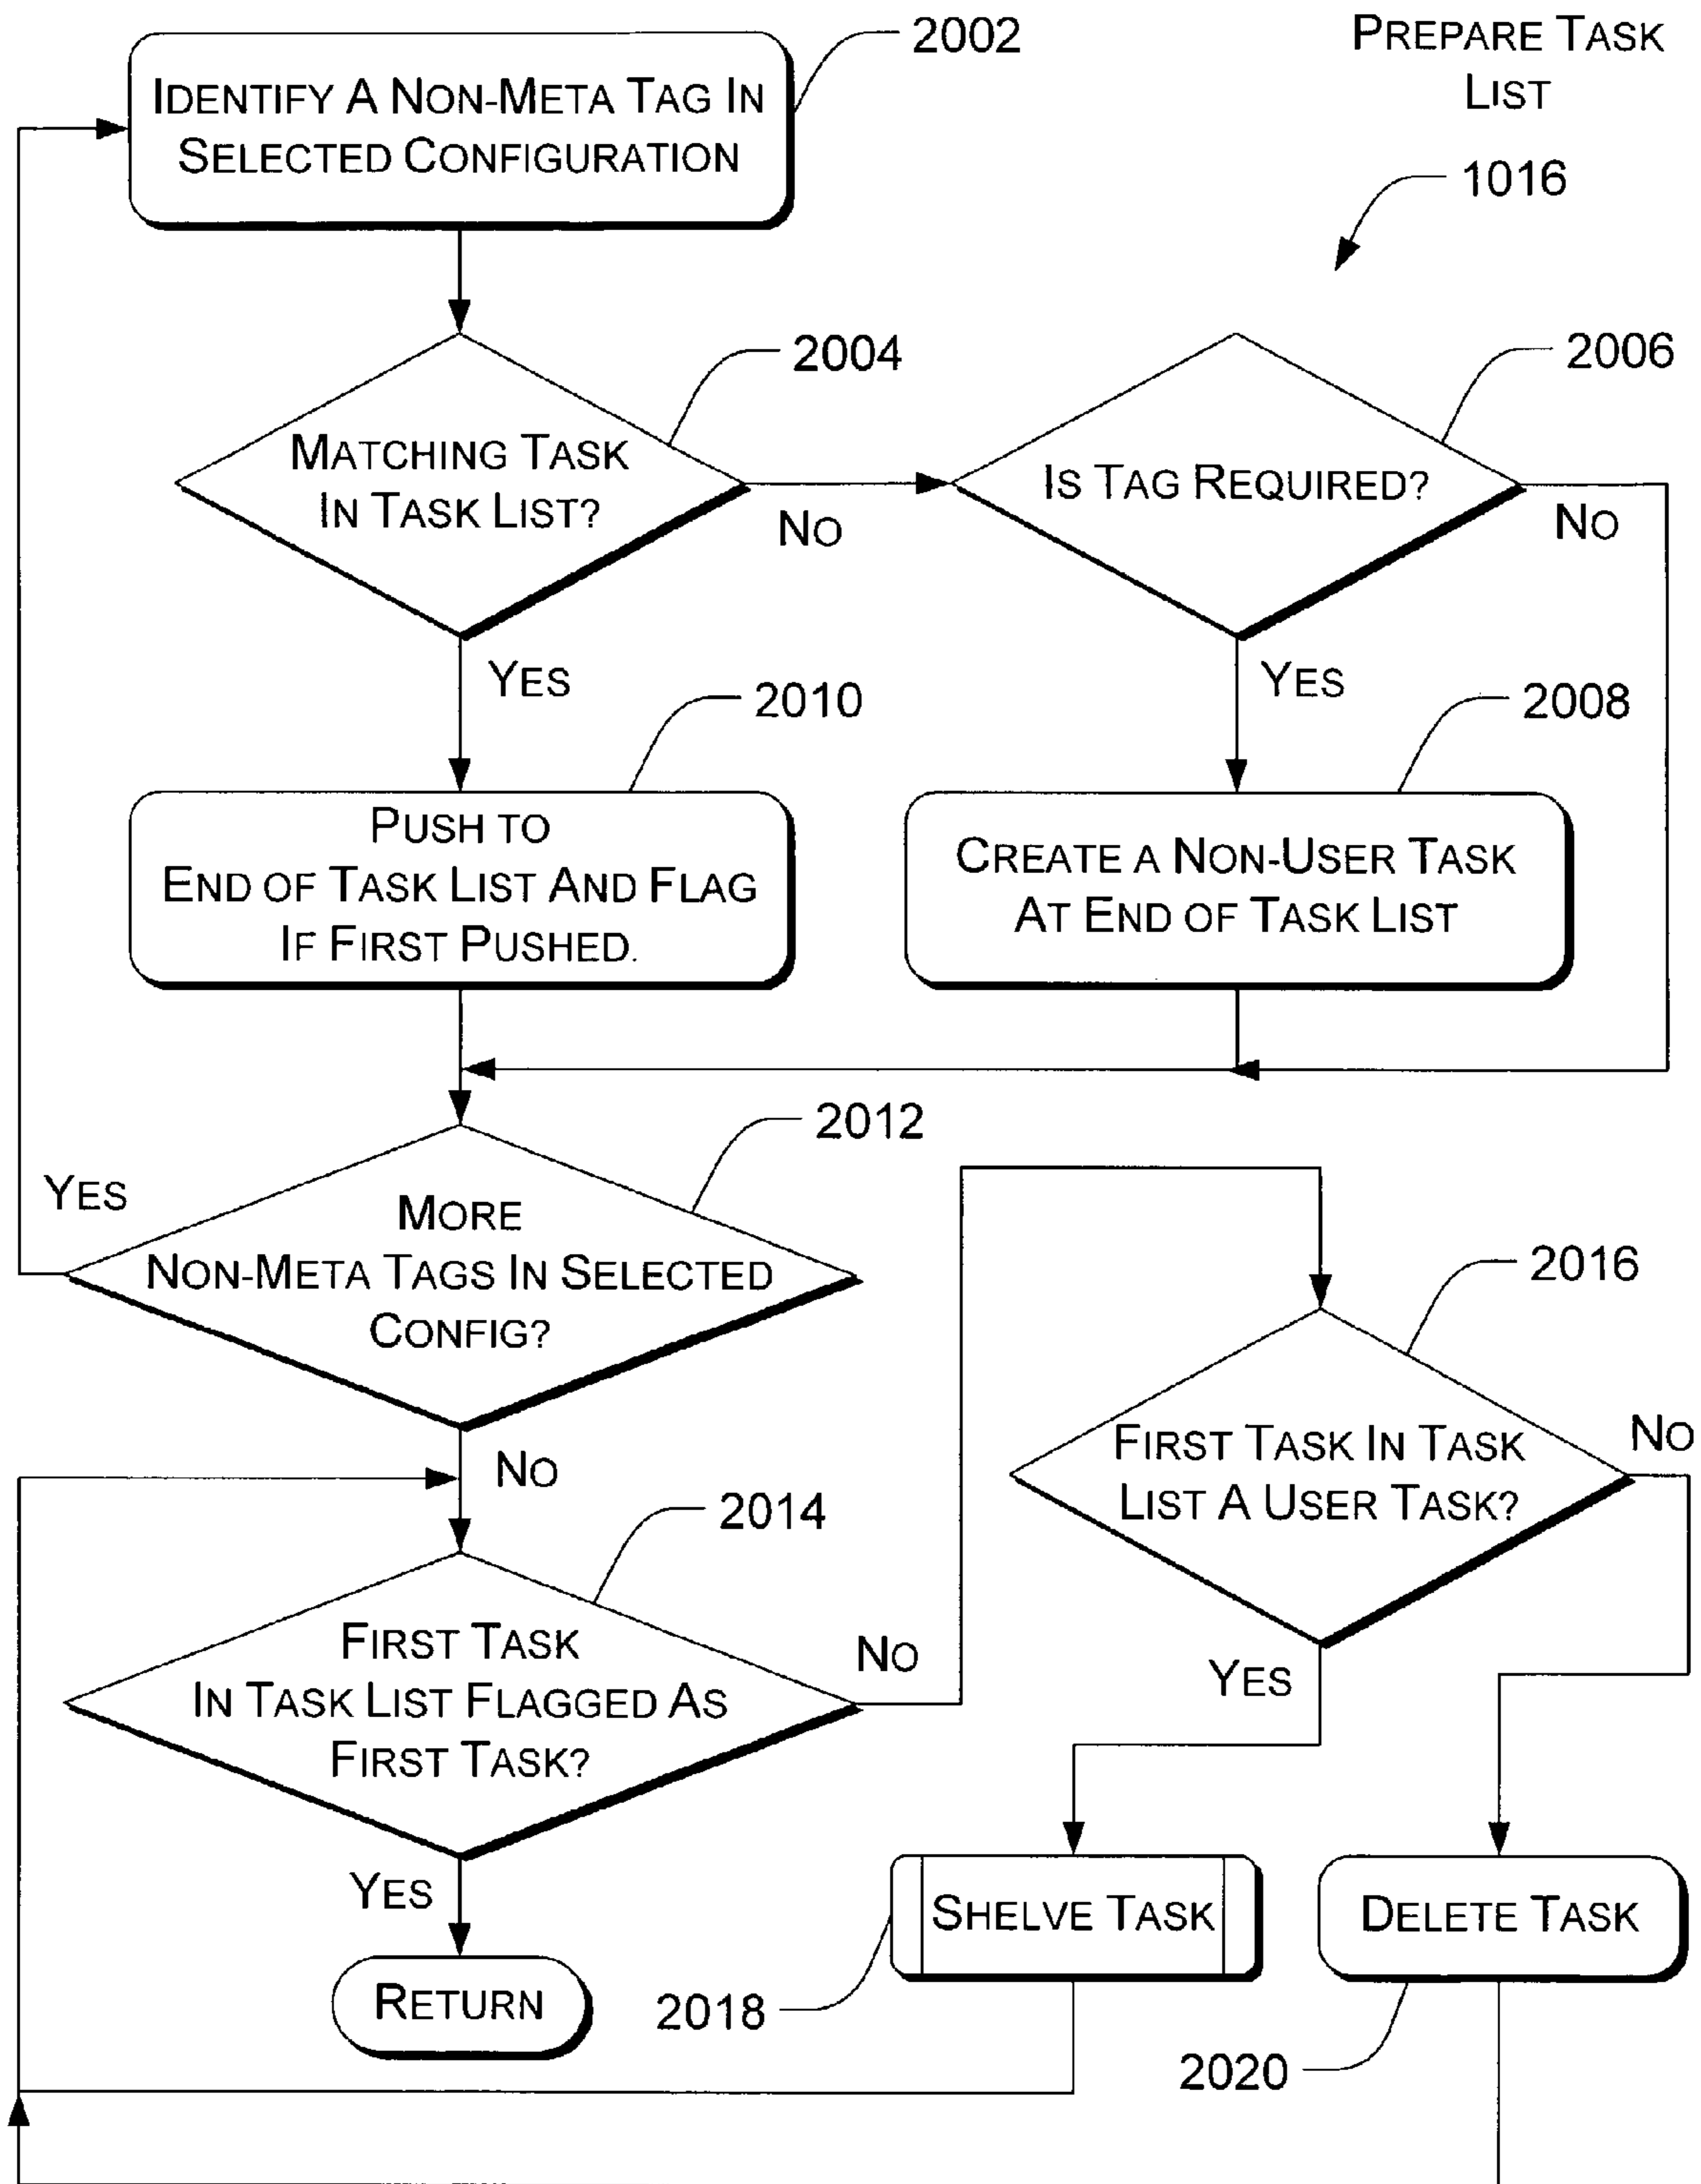 PREPARE TASK
LIST
1016
2002
IDENTIFY A NON-META TAG IN
SELECTED CONFIGURATION
2004
MATCHING TASK
IN TASK LIST?
NO
YES
2006
IS TAG REQUIRED?
NO
YES
2010
PUSH TO
END OF TASK LIST AND FLAG
IF FIRST PUSHED.
2008
CREATE A NON-USER TASK
AT END OF TASK LIST
2012
YES
MORE
NON-META TAGS IN SELECTED
CONFIG?
NO
2016
FIRST TASK IN TASK
LIST A USER TASK?
NO
YES
2014
FIRST TASK
IN TASK LIST FLAGGED AS
FIRST TASK?
NO
YES
SHELVE TASK
DELETE TASK
RETURN
2018
2020